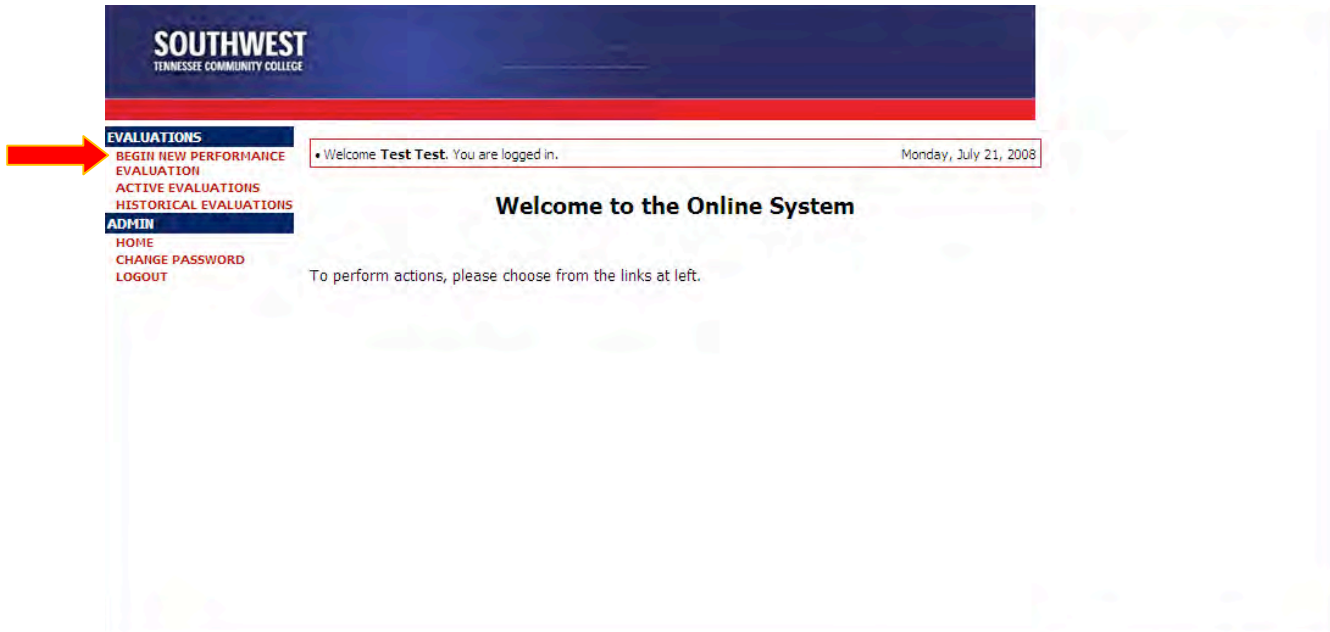 SOUTHWEST
TENNESSEE COMMUNITY COLLEGE
EVALUATIONS
BEGIN NEW PERFORMANCE
EVALUATION
ACTIVE EVALUATIONS
HISTORICAL EVALUATIONS
ADMIN
HOME
CHANGE PASSWORD
LOGOUT
• Welcome Test Test. You are logged in. Monday, July 21, 2008
Welcome to the Online System
To perform actions, please choose from the links at left.